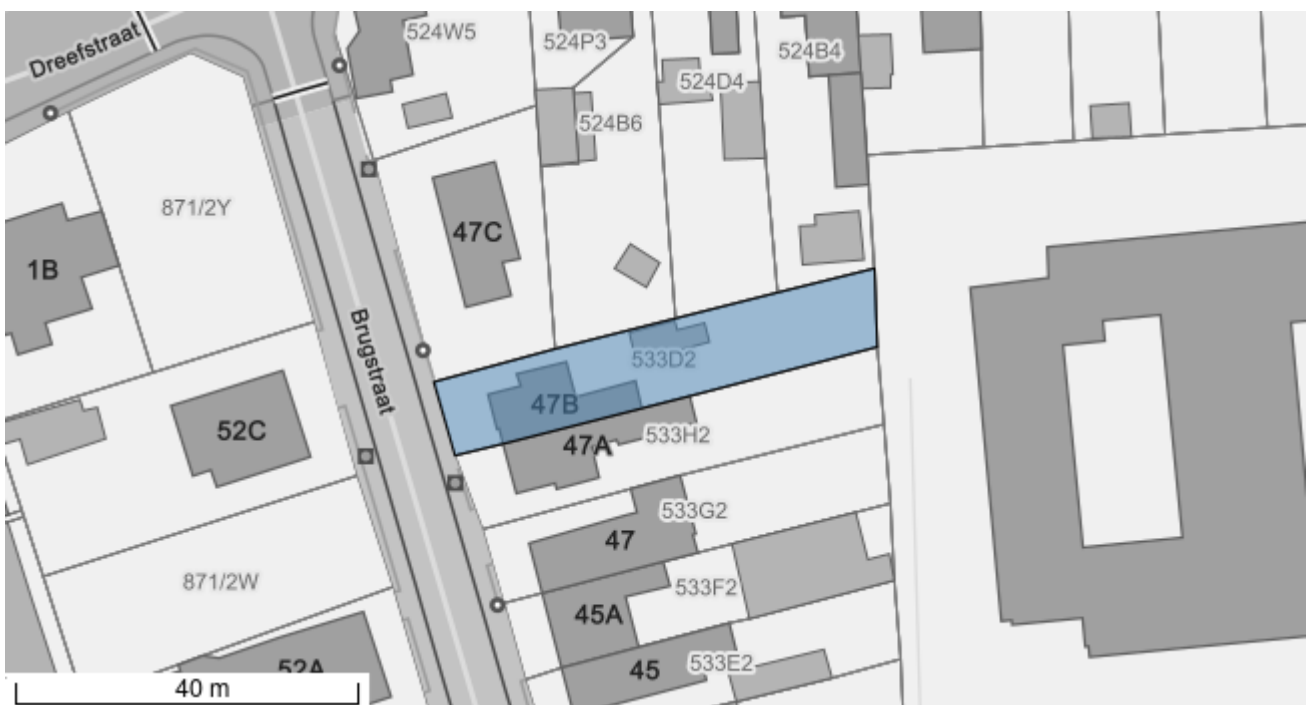 524W5
524P3
524B4
Dreefstraat
524D4
524B6
871/2Y
47C
1B
Brugstraat
533D2
47B
52C
47A
533H2
533G2
47
871/2W
533F2
45A
45
533E2
52A
40 m